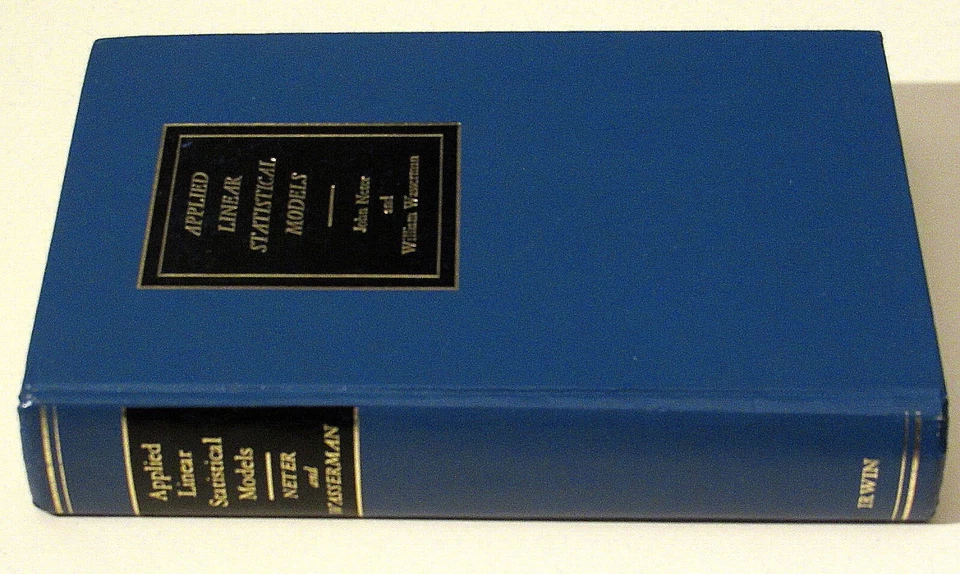 APPLIED
LINEAR
STATISTICAL
MODELS
John Neter
and
William Wasserman
Applied
Linear
Statistical
Models
NETER
and
WASSERMAN
IRWIN